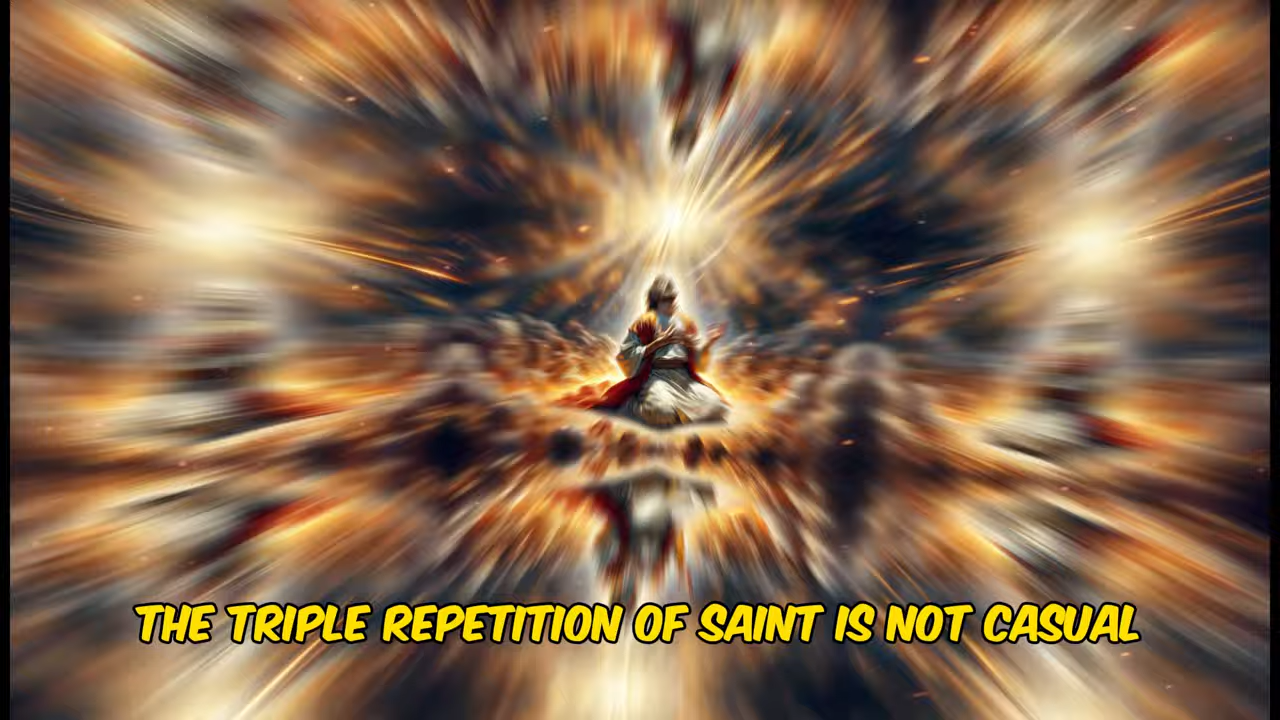 THE TRIPLE REPETITION OF SAINT IS NOT CASUAL